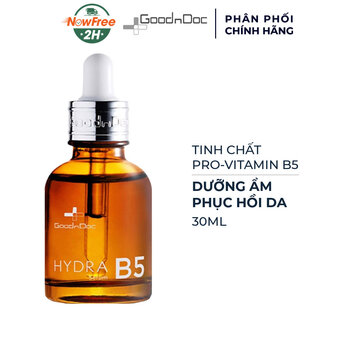 NowFree
2H
GoodnDoc
PHÂN PHỐI
CHÍNH HÃNG
GoodnDoc
TINH CHẤT
PRO-VITAMIN B5
DƯỠNG ẨM
PHỤC HỒI DA
30ML
GoodnDoc
HYDRA B5